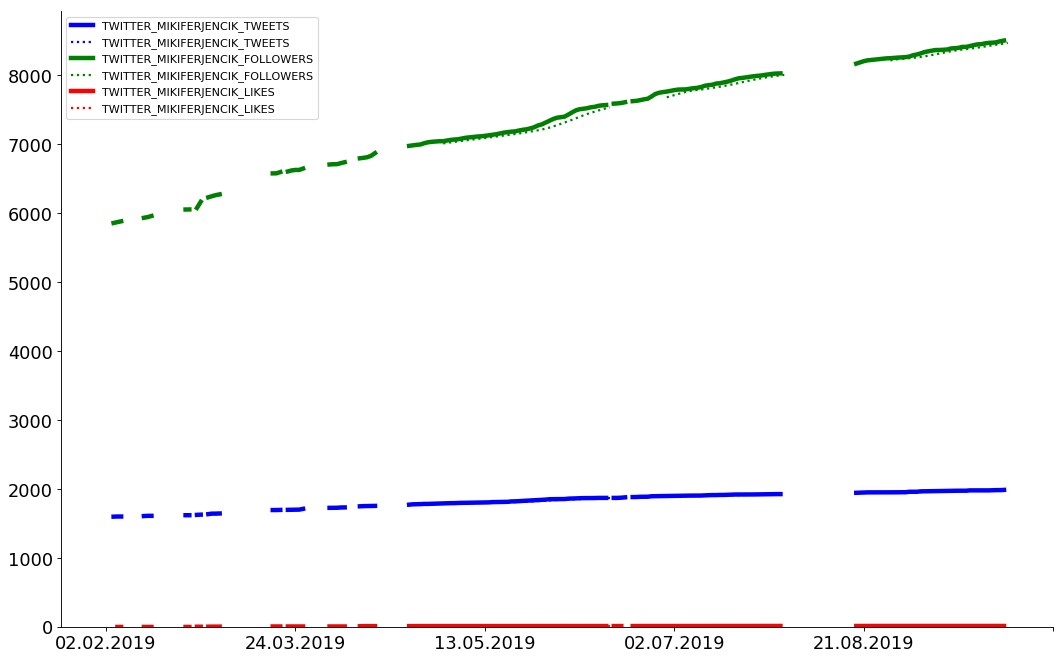 TWITTER_MIKIFERJENCIK_TWEETS
TWITTER_MIKIFERJENCIK_TWEETS
TWITTER_MIKIFERJENCIK_FOLLOWERS
TWITTER_MIKIFERJENCIK_FOLLOWERS
TWITTER_MIKIFERJENCIK_LIKES
TWITTER_MIKIFERJENCIK_LIKES
8000
7000
6000
5000
4000
3000
2000
1000
0
02.02.2019 24.03.2019 13.05.2019 02.07.2019 21.08.2019